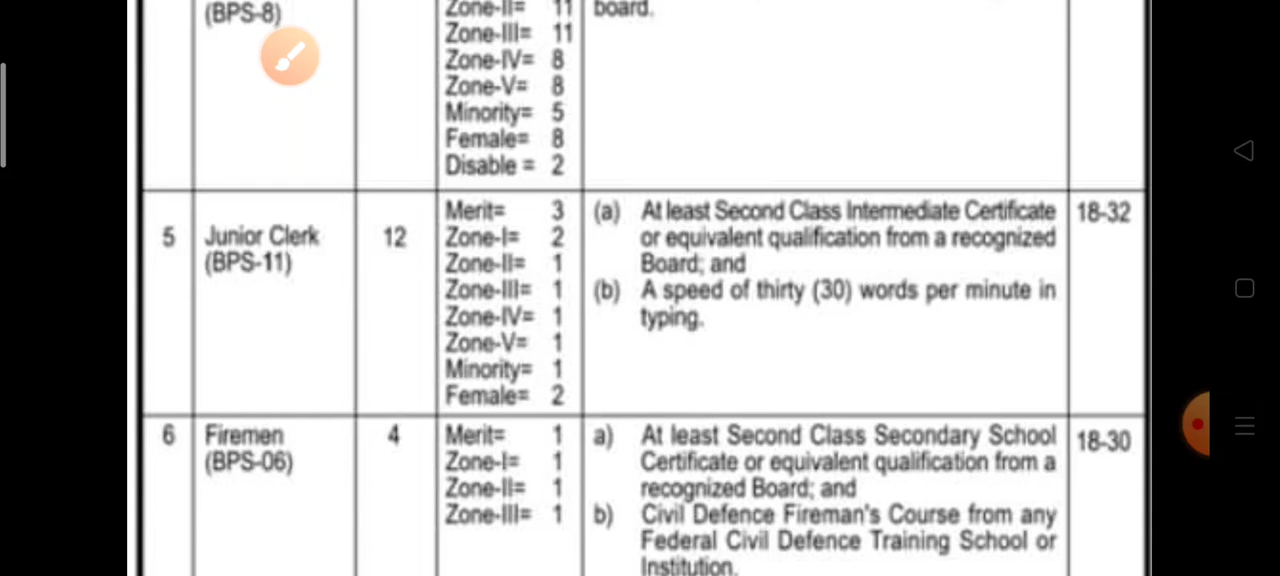 (BPS-8)
Zone-II= 11
board.
Zone-III= 11
Zone-IV= 8
Zone-V= 8
Minority= 5
Female= 8
Disable = 2
5
Junior Clerk
(BPS-11)
12
Merit= 3
Zone-I= 2
Zone-II= 1
Zone-III= 1
Zone-IV= 1
Zone-V= 1
Minority= 1
Female= 2
(a) At least Second Class Intermediate Certificate
or equivalent qualification from a recognized
Board; and
(b) A speed of thirty (30) words per minute in
typing.
18-32
6
Firemen
(BPS-06)
4
Merit= 1
Zone-I= 1
Zone-II= 1
Zone-III= 1
a) At least Second Class Secondary School
Certificate or equivalent qualification from a
recognized Board; and
b) Civil Defence Fireman's Course from any
Federal Civil Defence Training School or
Institution.
18-30